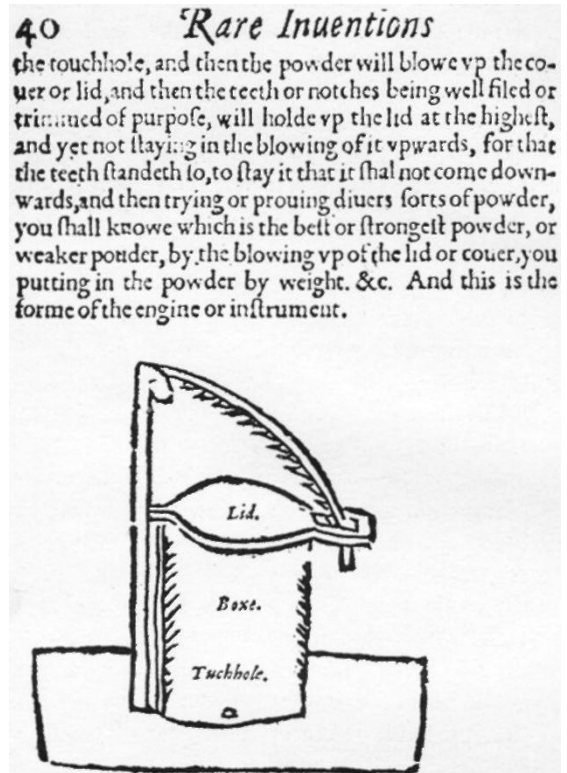 40 Rare Inuentions
the touchhole, and then the powder will blowe vp the co-
uer or lid, and then the teeth or notches being well filed or
trimmed of purpoſe, will holde vp the lid at the higheſt,
and yet not ſtaying in the blowing of it vpwards, for that
the teeth ſtandeth ſo, to ſtay it that it ſhal not come down-
wards, and then trying or prouing diuers ſorts of powder,
you ſhall knowe which is the beſt or ſtrongeſt powder, or
weaker pouder, by the blowing vp of the lid or couer, you
putting in the powder by weight. &c. And this is the
forme of the engine or inſtrument.
Lid.
Boxe.
Tuchhole.